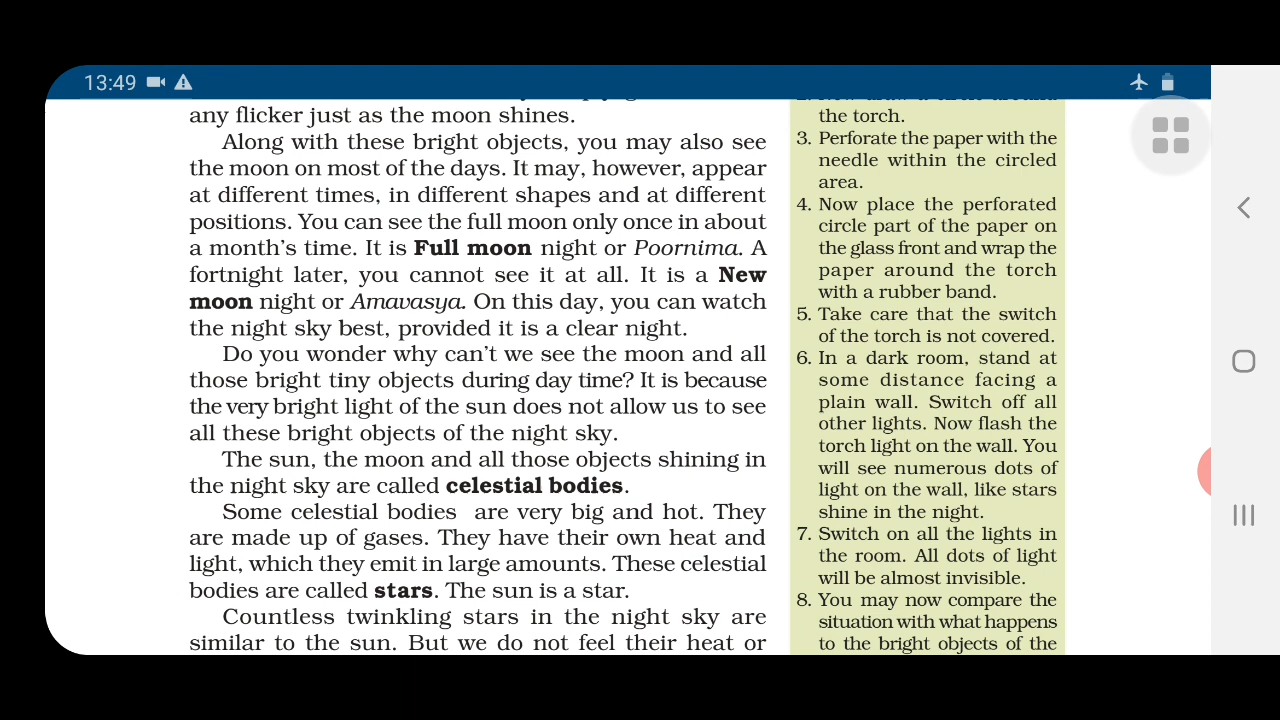 13:49
any flicker just as the moon shines.
Along with these bright objects, you may also see
the moon on most of the days. It may, however, appear
at different times, in different shapes and at different
positions. You can see the full moon only once in about
a month's time. It is Full moon night or Poornima. A
fortnight later, you cannot see it at all. It is a New
moon night or Amavasya. On this day, you can watch
the night sky best, provided it is a clear night.
Do you wonder why can't we see the moon and all
those bright tiny objects during day time? It is because
the very bright light of the sun does not allow us to see
all these bright objects of the night sky.
The sun, the moon and all those objects shining in
the night sky are called celestial bodies.
Some celestial bodies are very big and hot. They
are made up of gases. They have their own heat and
light, which they emit in large amounts. These celestial
bodies are called stars. The sun is a star.
Countless twinkling stars in the night sky are
similar to the sun. But we do not feel their heat or
the torch.
3. Perforate the paper with the
needle within the circled
area.
4. Now place the perforated
circle part of the paper on
the glass front and wrap the
paper around the torch
with a rubber band.
5. Take care that the switch
of the torch is not covered.
6. In a dark room, stand at
some distance facing a
plain wall. Switch off all
other lights. Now flash the
torch light on the wall. You
will see numerous dots of
light on the wall, like stars
shine in the night.
7. Switch on all the lights in
the room. All dots of light
will be almost invisible.
8. You may now compare the
situation with what happens
to the bright objects of the